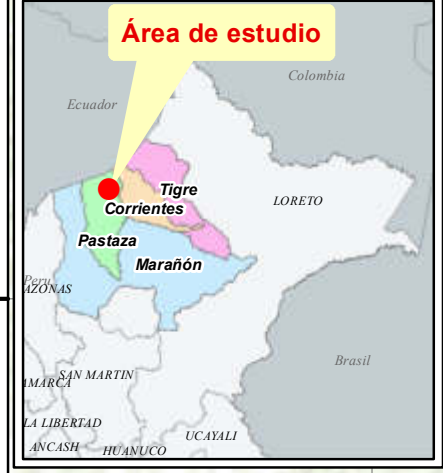 Área de estudio
Colombia
Ecuador
Tigre
LORETO
Corrientes
Pastaza
Marañón
Peru
AZONAS
Brasil
SAN MARTIN
AMARCA
LA LIBERTAD
UCAYALI
ANCASH
HUANUCO